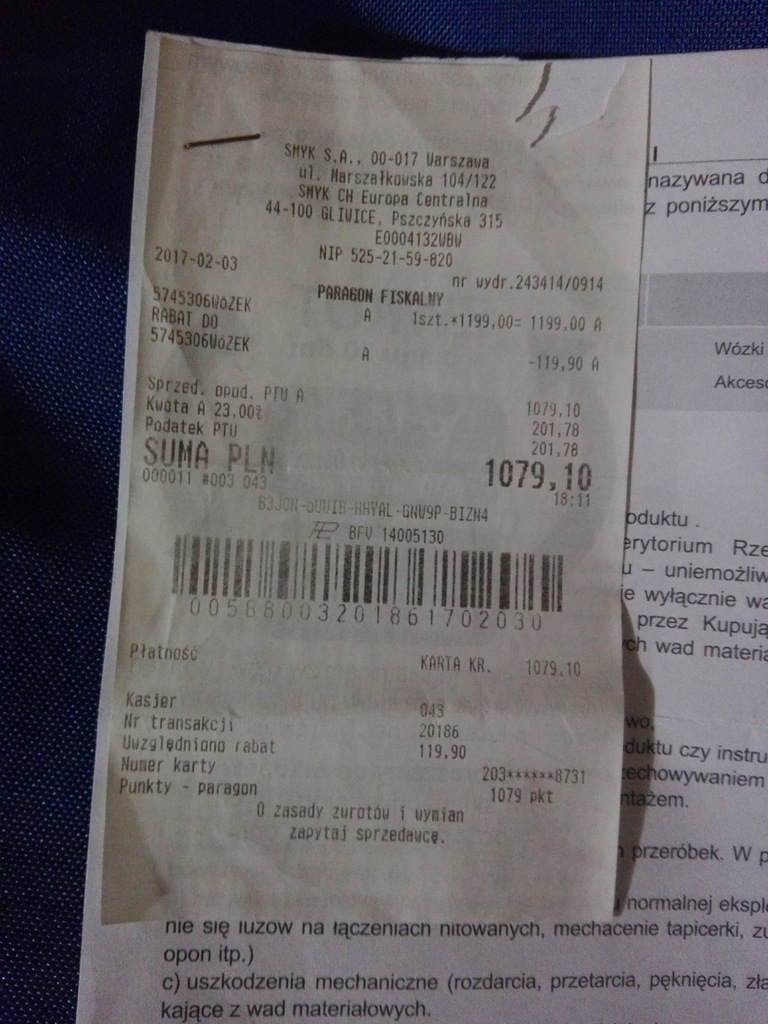 SMYK S.A., 00-017 Warszawa
ul. Marszałkowska 104/122
SMYK CH Europa Centralna
44-100 GLIWICE, Pszczyńska 315
E0004132WBW
NIP 525-21-59-820
2017-02-03
nr wydr.243414/0914
PARAGON FISKALNY
5745306WóZEK A 1szt.*1199,00= 1199,00 A
RABAT DO
5745306WóZEK A -119,90 A
Sprzed. opod. PTU A 1079,10
Kwota A 23,00% 201,78
Podatek PTU 201,78
SUMA PLN 1079,10
000011 #003 043 18:11
BFV 14005130
00588003201861702030
Płatność KARTA KR. 1079,10
Kasjer 043
Nr transakcji 20186
Uwzględniono rabat 119,90
Numer karty 203******8731
Punkty - paragon 1079 pkt
O zasady zwrotów i wymian
zapytaj sprzedawcę.
nazywana d
z poniższym
Wózki
Akceso
oduktu .
erytorium Rze
u – uniemożliw
je wyłącznie wa
przez Kupują
ch wad materia
wo,
duktu czy instru
echowywaniem
ntażem.
przeróbek. W p
normalnej ekspl
nie się luzów na łączeniach nitowanych, mechacenie tapicerki, zu
opon itp.)
c) uszkodzenia mechaniczne (rozdarcia, przetarcia, pęknięcia, zła
kające z wad materiałowych.